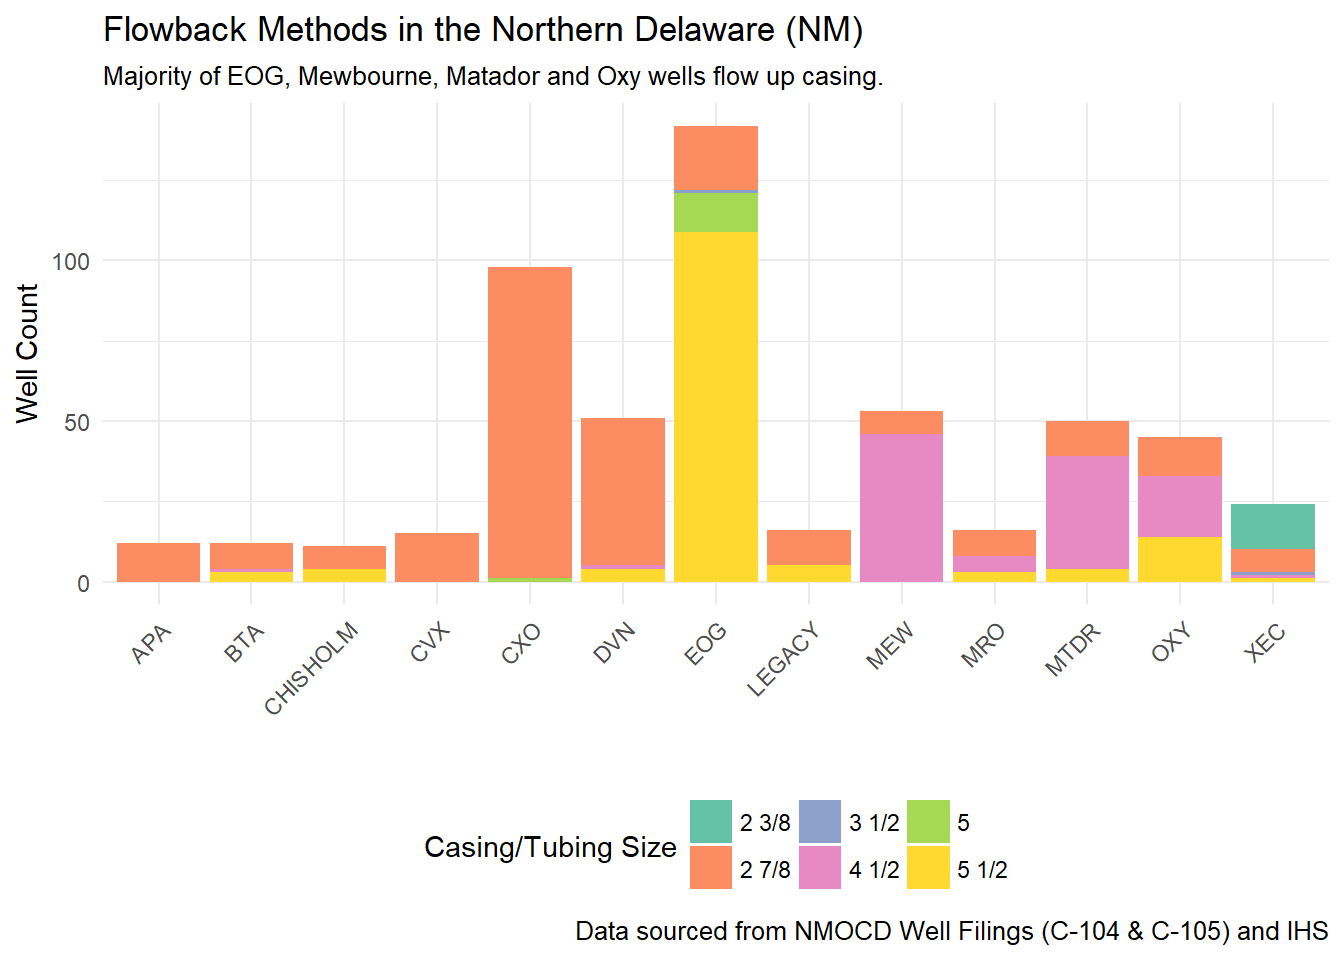 Flowback Methods in the Northern Delaware (NM)
Majority of EOG, Mewbourne, Matador and Oxy wells flow up casing.
Well Count
100
50
0
APA
BTA
CHISHOLM
CVX
CXO
DVN
EOG
LEGACY
MEW
MRO
MTDR
OXY
XEC
Casing/Tubing Size
2 3/8
2 7/8
3 1/2
4 1/2
5
5 1/2
Data sourced from NMOCD Well Filings (C-104 & C-105) and IHS